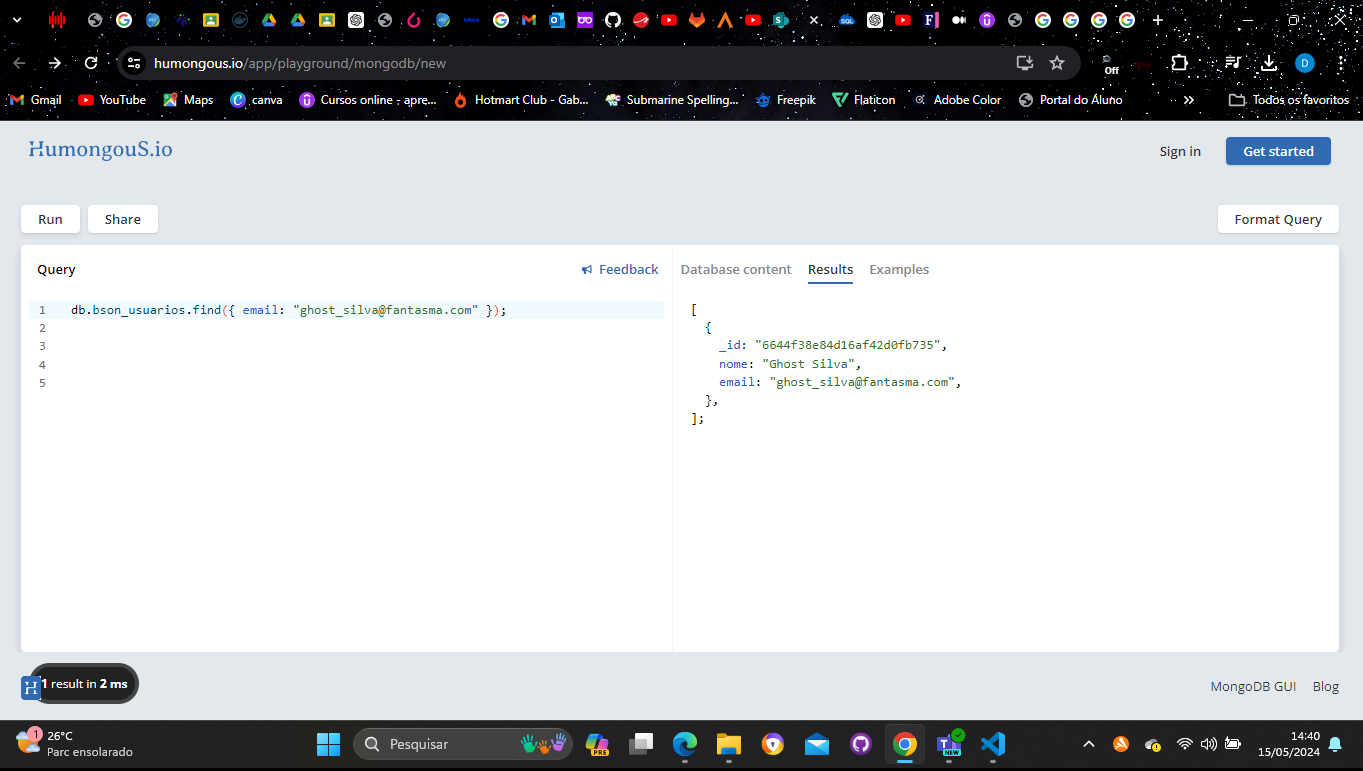 humongous.io/app/playground/mongodb/new
Off
D
Gmail YouTube Maps canva Cursos online - apre... Hotmart Club - Gab... Submarine Spelling... Freepik Flaticon Adobe Color Portal do Aluno » Todos os favoritos
HumongouS.io
Sign in Get started
Run Share Format Query
Query Feedback Database content Results Examples
1 db.bson_usuarios.find({ email: "ghost_silva@fantasma.com" });
2
3
4
5
[
{
_id: "6644f38e84d16af42d0fb735",
nome: "Ghost Silva",
email: "ghost_silva@fantasma.com",
},
];
H 1 result in 2 ms
MongoDB GUI Blog
1 26°C
Parc ensolarado
Pesquisar
PRE
NEW
14:40
15/05/2024